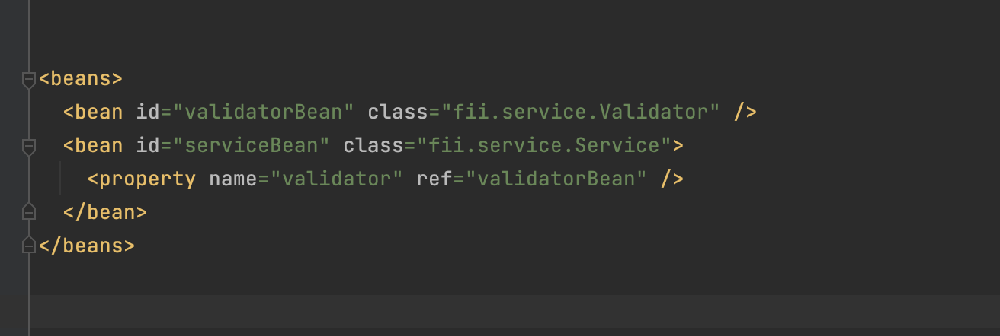 <beans>
  <bean id="validatorBean" class="fii.service.Validator" />
  <bean id="serviceBean" class="fii.service.Service">
    <property name="validator" ref="validatorBean" />
  </bean>
</beans>